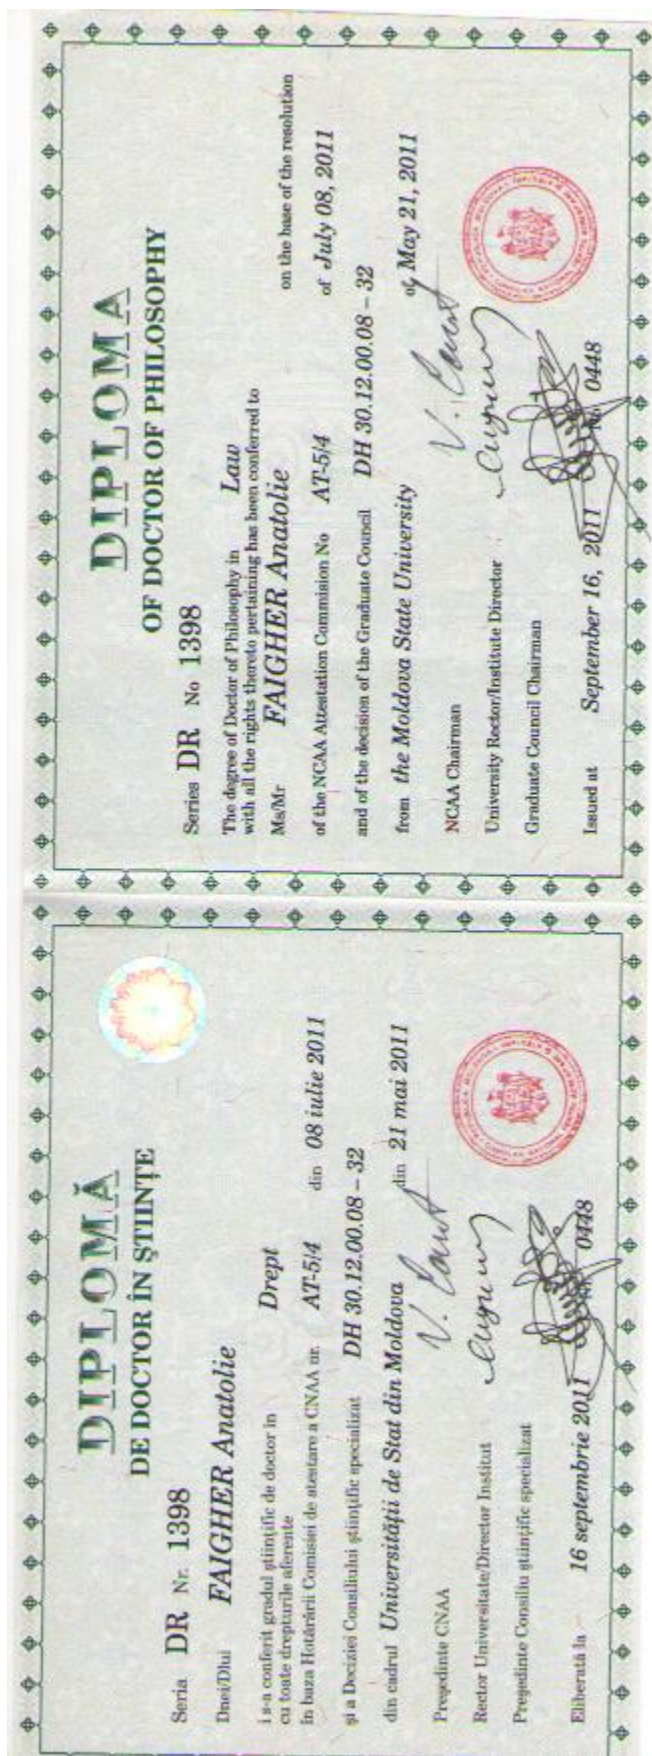 DIPLOMĂ
DE DOCTOR ÎN ŞTIINŢE
Seria DR Nr. 1398
Dnei/Dlui FAIGHER Anatolie
i s-a conferit gradul ştiinţific de doctor în Drept
cu toate drepturile aferente
în baza Hotărârii Comisiei de atestare a CNAA nr. AT-5/4 din 08 iulie 2011
şi a Deciziei Consiliului ştiinţific specializat DH 30.12.00.08 – 32
din cadrul Universităţii de Stat din Moldova din 21 mai 2011
Preşedinte CNAA
Rector Universitate/Director Institut
Preşedinte Consiliu ştiinţific specializat
Eliberată la 16 septembrie 2011 0448
DIPLOMA
OF DOCTOR OF PHILOSOPHY
Series DR No 1398
The degree of Doctor of Philosophy in Law
with all the rights thereto pertaining has been conferred to
Ms/Mr FAIGHER Anatolie on the base of the resolution
of the NCAA Attestation Commision No AT-5/4 of July 08, 2011
and of the decision of the Graduate Council DH 30.12.00.08 – 32
from the Moldova State University of May 21, 2011
NCAA Chairman
University Rector/Institute Director
Graduate Council Chairman
Issued at September 16, 2011 No 0448